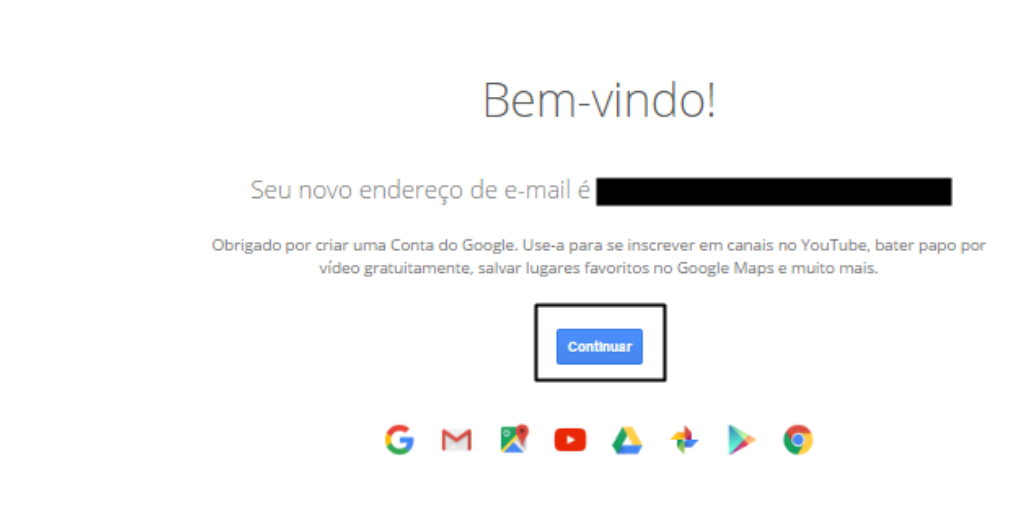 Bem-vindo!
Seu novo endereço de e-mail é
Obrigado por criar uma Conta do Google. Use-a para se inscrever em canais no YouTube, bater papo por
vídeo gratuitamente, salvar lugares favoritos no Google Maps e muito mais.
Continuar